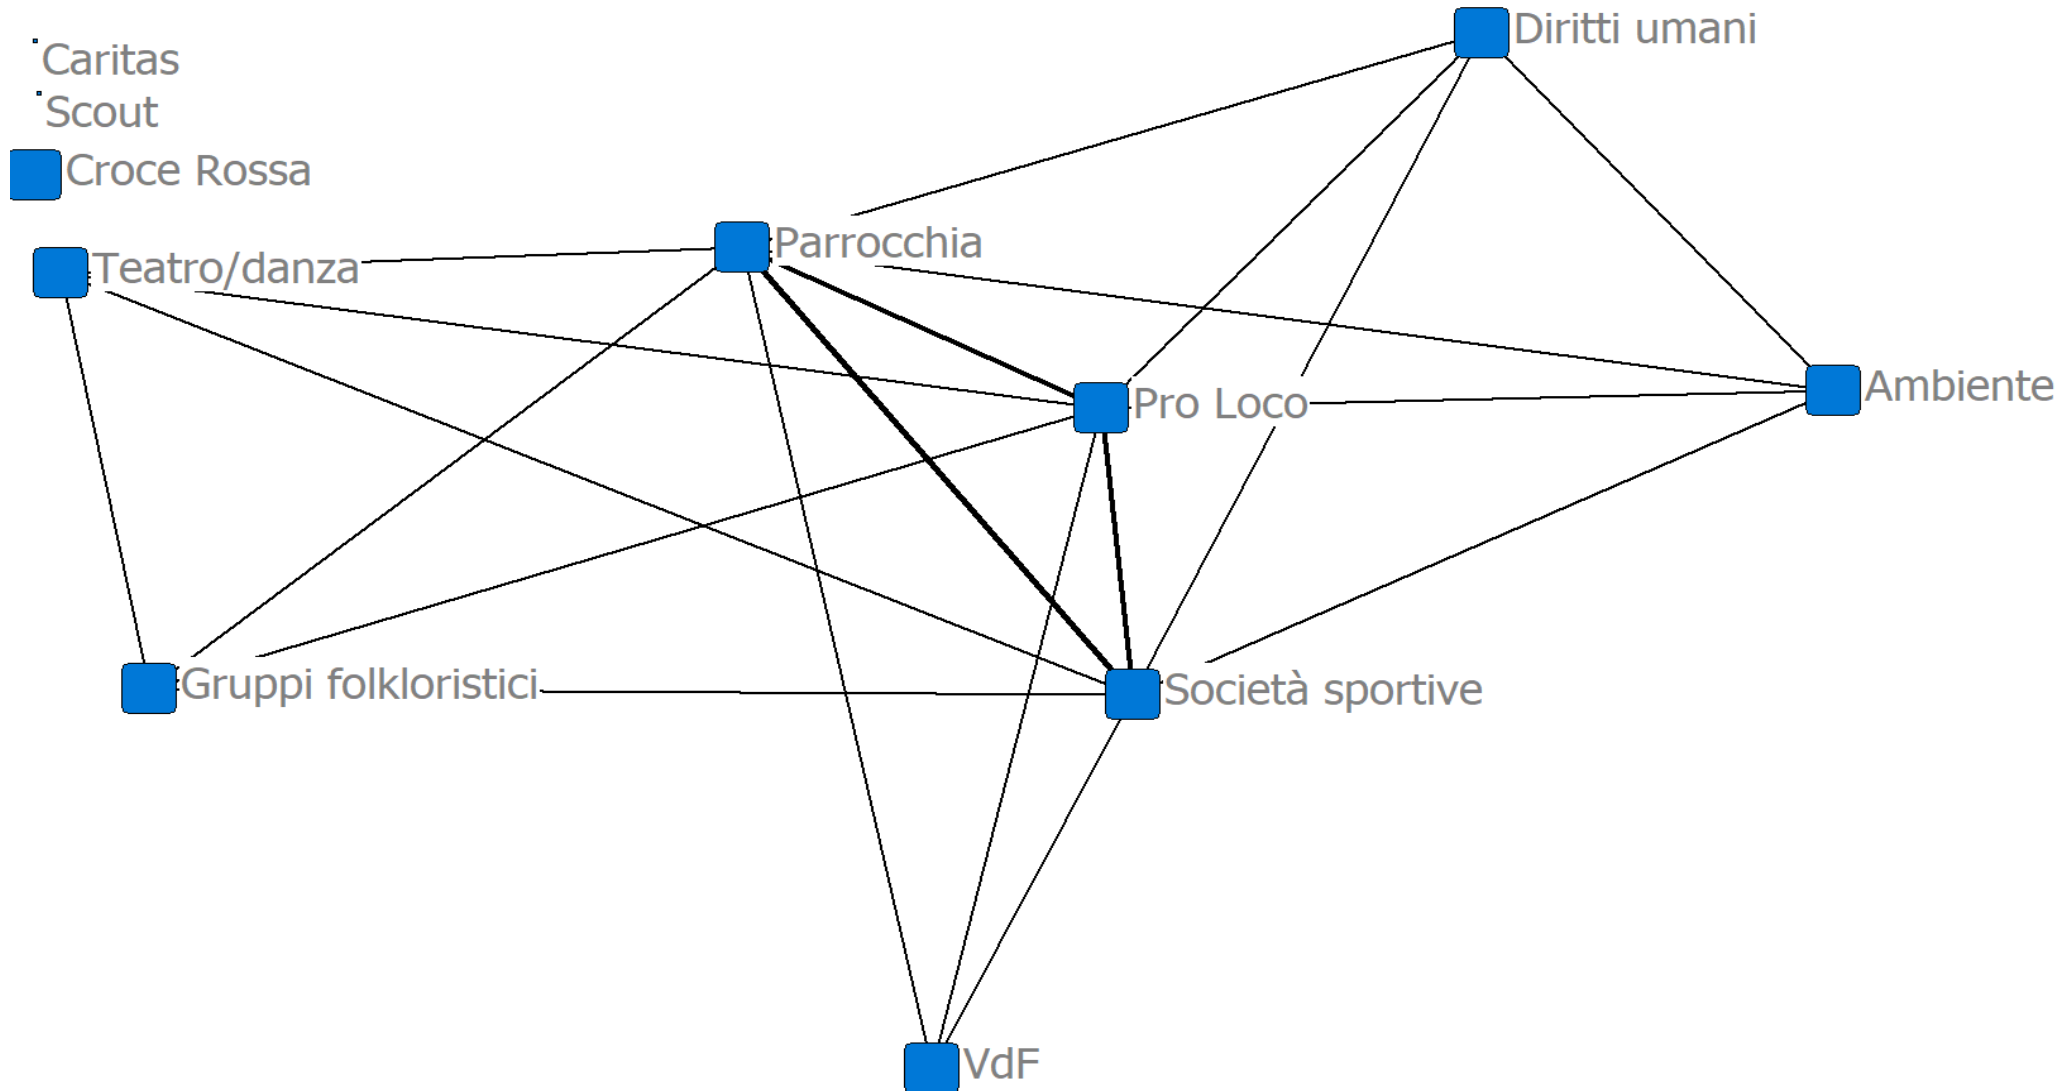 Diritti umani
Caritas
Scout
Croce Rossa
Parrocchia
Teatro/danza
Ambiente
Pro Loco
Gruppi folkloristici
Società sportive
VdF